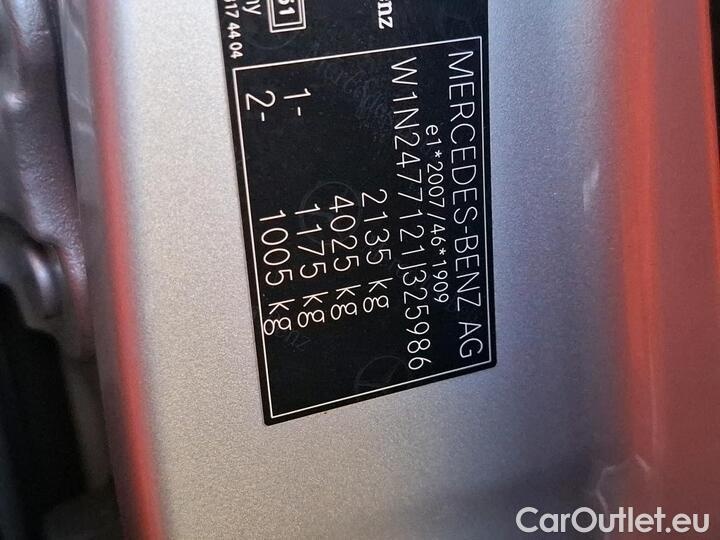 MERCEDES-BENZ AG
e1*2007/46*1909
W1N2477121J325986
2135 kg
4025 kg
1- 1175 kg
2- 1005 kg
CarOutlet.eu